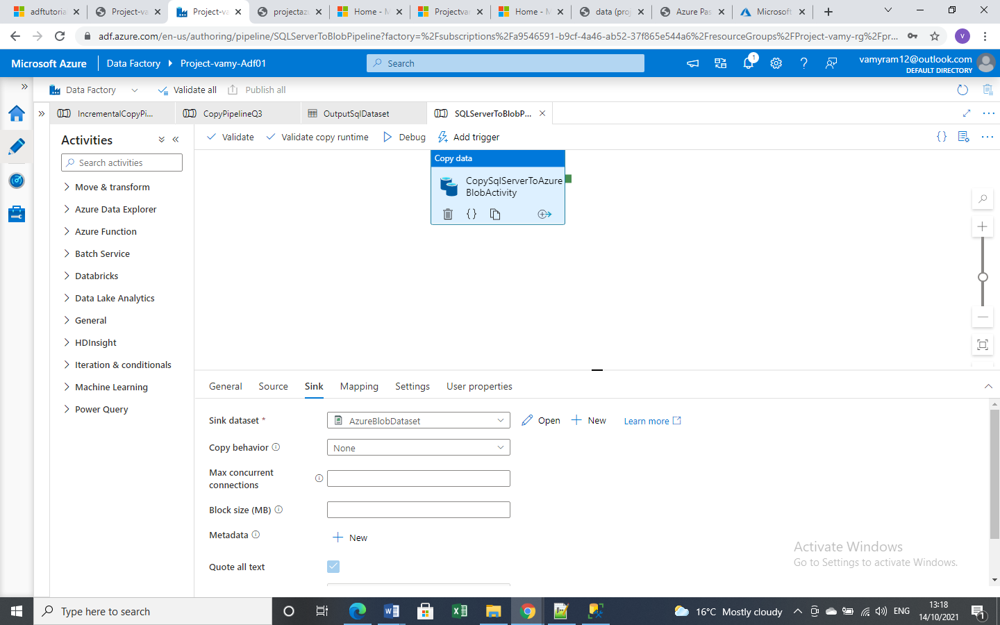 adftutoria
Project-va
Project-va
projectaz
Home - M
Projectvar
Home - M
data (proj
Azure Pas
Microsoft
adf.azure.com/en-us/authoring/pipeline/SQLServerToBlobPipeline?factory=%2Fsubscriptions%2Fa9546591-b9cf-4a46-ab52-37f865e544a6%2FresourceGroups%2FProject-vamy-rg%2Fpr...
V
Microsoft Azure
Data Factory
Project-vamy-Adf01
Search
1
vamyram12@outlook.com
DEFAULT DIRECTORY
Data Factory
Validate all
Publish all
IncrementalCopyPi...
CopyPipelineQ3
OutputSqlDataset
SQLServerToBlobP...
Activities
Search activities
Validate
Validate copy runtime
Debug
Add trigger
Move & transform
Azure Data Explorer
Azure Function
Batch Service
Databricks
Data Lake Analytics
General
HDInsight
Iteration & conditionals
Machine Learning
Power Query
Copy data
CopySqlServerToAzure
BlobActivity
General
Source
Sink
Mapping
Settings
User properties
Sink dataset *
AzureBlobDataset
Open
New
Learn more
Copy behavior
None
Max concurrent
connections
Block size (MB)
Metadata
New
Quote all text
Activate Windows
Go to Settings to activate Windows.
Type here to search
16°C Mostly cloudy
ENG
13:18
14/10/2021
1